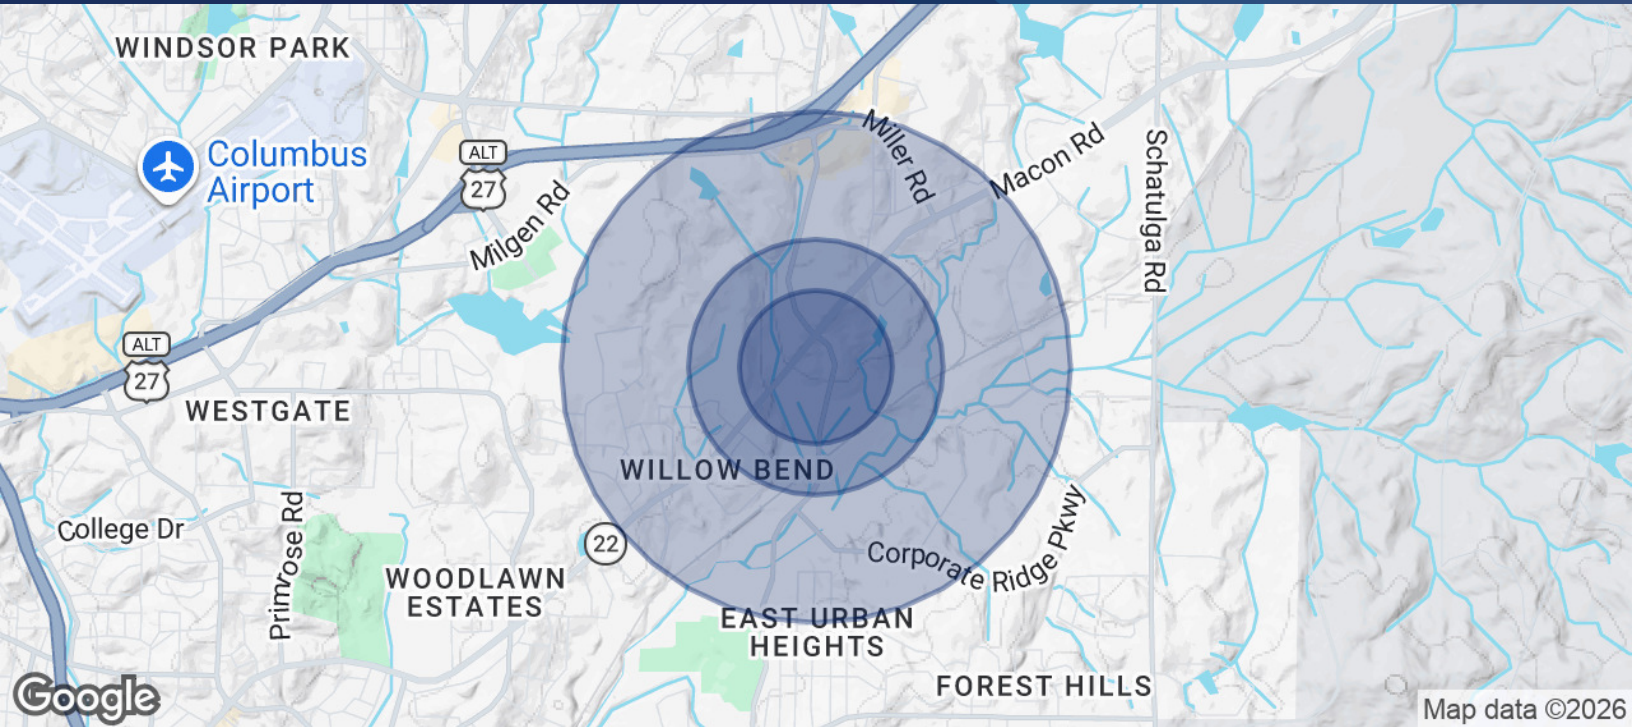 WINDSOR PARK
Columbus
Airport
ALT
27
Milgen Rd
Miller Rd
Macon Rd
Schatulga Rd
ALT
27
WESTGATE
WILLOW BEND
College Dr
Primrose Rd
22
Corporate Ridge Pkwy
WOODLAWN
ESTATES
EAST URBAN
HEIGHTS
FOREST HILLS
Google
Map data ©2026